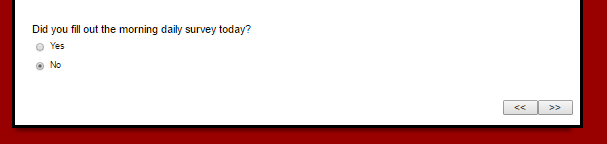 Did you fill out the morning daily survey today?
Yes
No
<< >>